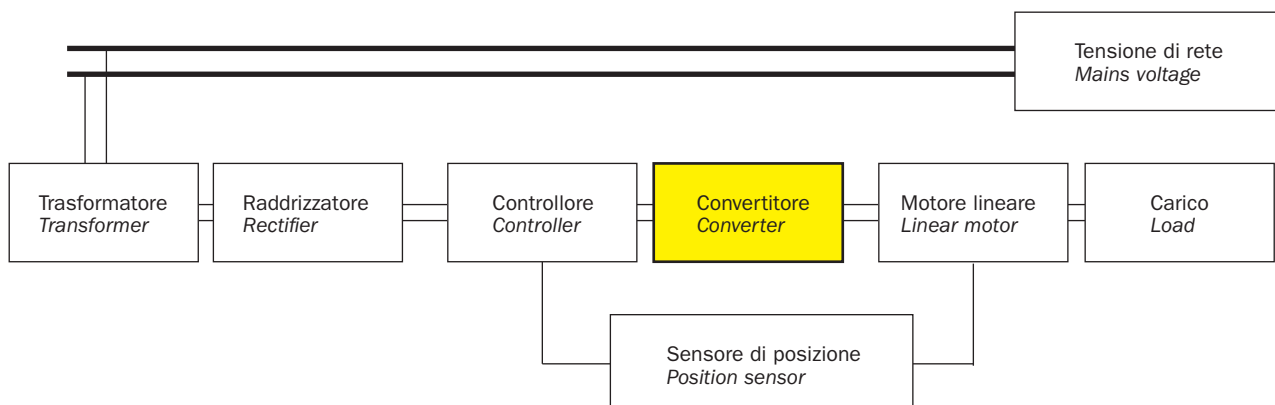 Tensione di rete
Mains voltage
Trasformatore
Transformer
Raddrizzatore
Rectifier
Controllore
Controller
Convertitore
Converter
Motore lineare
Linear motor
Carico
Load
Sensore di posizione
Position sensor